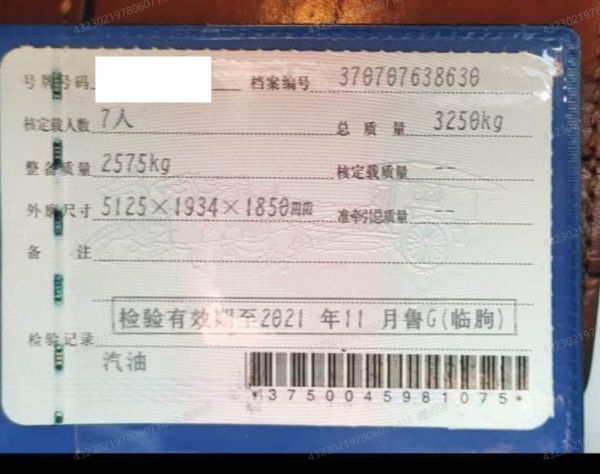 号牌号码 档案编号 370707638630
核定载人数 7人 总质量 3250kg
整备质量 2575kg 核定载质量 --
外廓尺寸 5125×1934×1850mm 准牵引总质量 --
备注
检验有效期至2021 年11 月鲁G(临朐)
检验记录
汽油
*3750045981075*